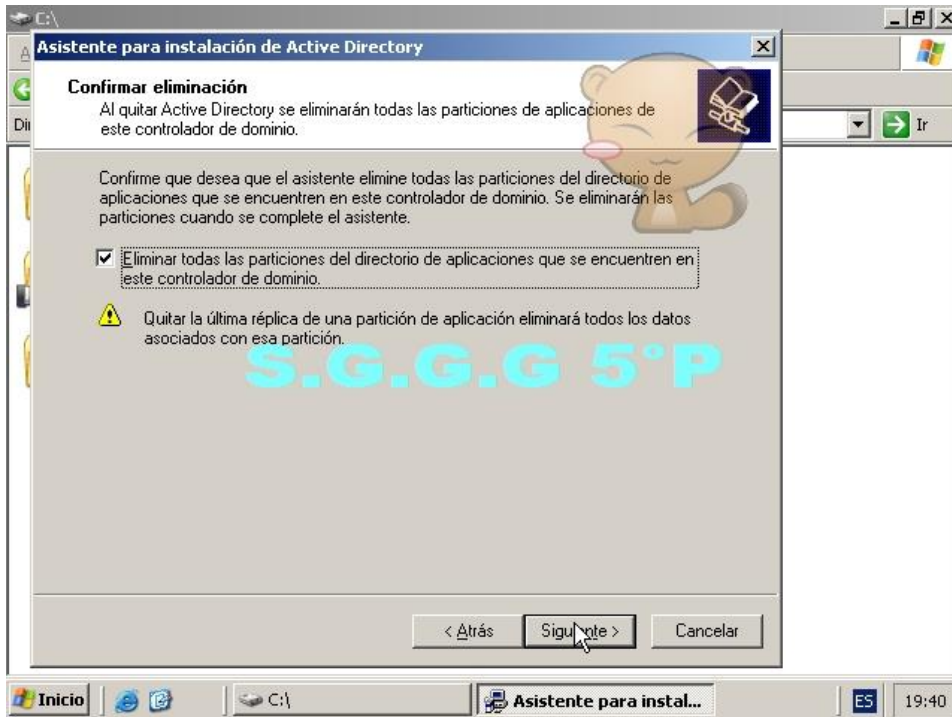 C:\
Asistente para instalación de Active Directory
Confirmar eliminación
Al quitar Active Directory se eliminarán todas las particiones de aplicaciones de
este controlador de dominio.
Ir
Confirme que desea que el asistente elimine todas las particiones del directorio de
aplicaciones que se encuentren en este controlador de dominio. Se eliminarán las
particiones cuando se complete el asistente.
Eliminar todas las particiones del directorio de aplicaciones que se encuentren en
este controlador de dominio.
Quitar la última réplica de una partición de aplicación eliminará todos los datos
asociados con esa partición.
S.G.G.G 5°P
< Atrás Siguiente > Cancelar
Inicio C:\ Asistente para instal... ES 19:40